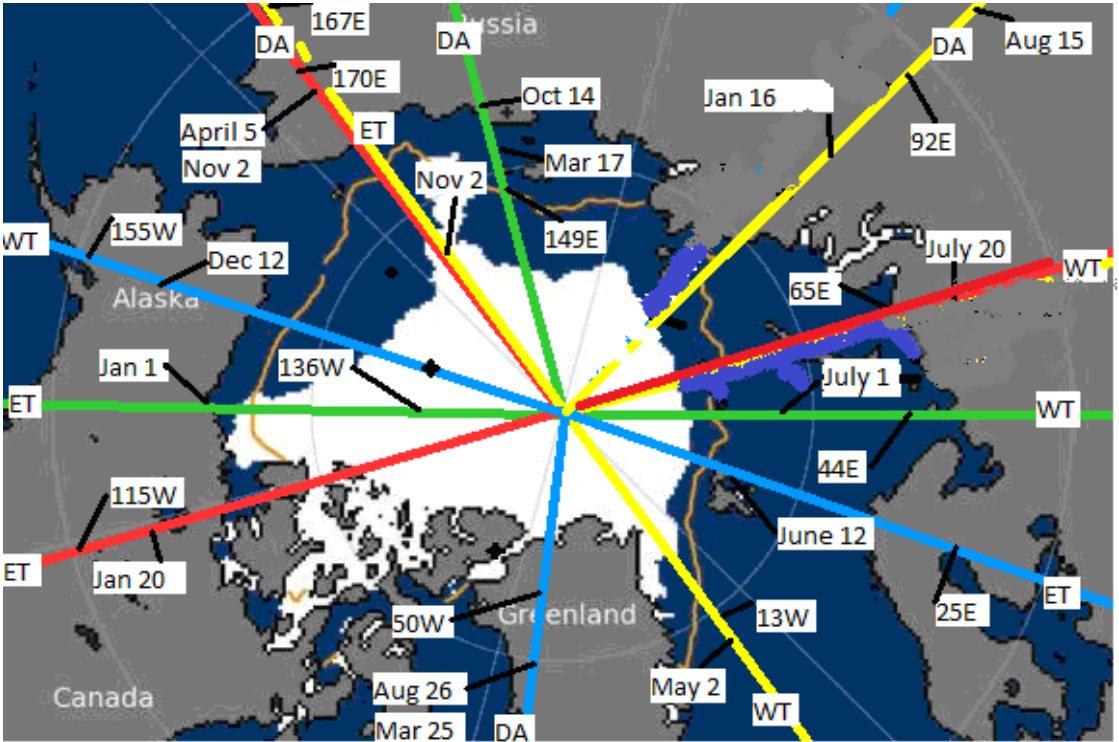 167E
ussia
DA
DA
DA
Aug 15
170E
Oct 14
Jan 16
92E
April 5
ET
Nov 2
Mar 17
Nov 2
149E
WT
155W
Dec 12
July 20
WT
Alaska
65E
Jan 1
136W
July 1
ET
WT
44E
115W
June 12
ET
Jan 20
ET
50W
Greenland
13W
25E
Canada
Aug 26
May 2
Mar 25
DA
WT